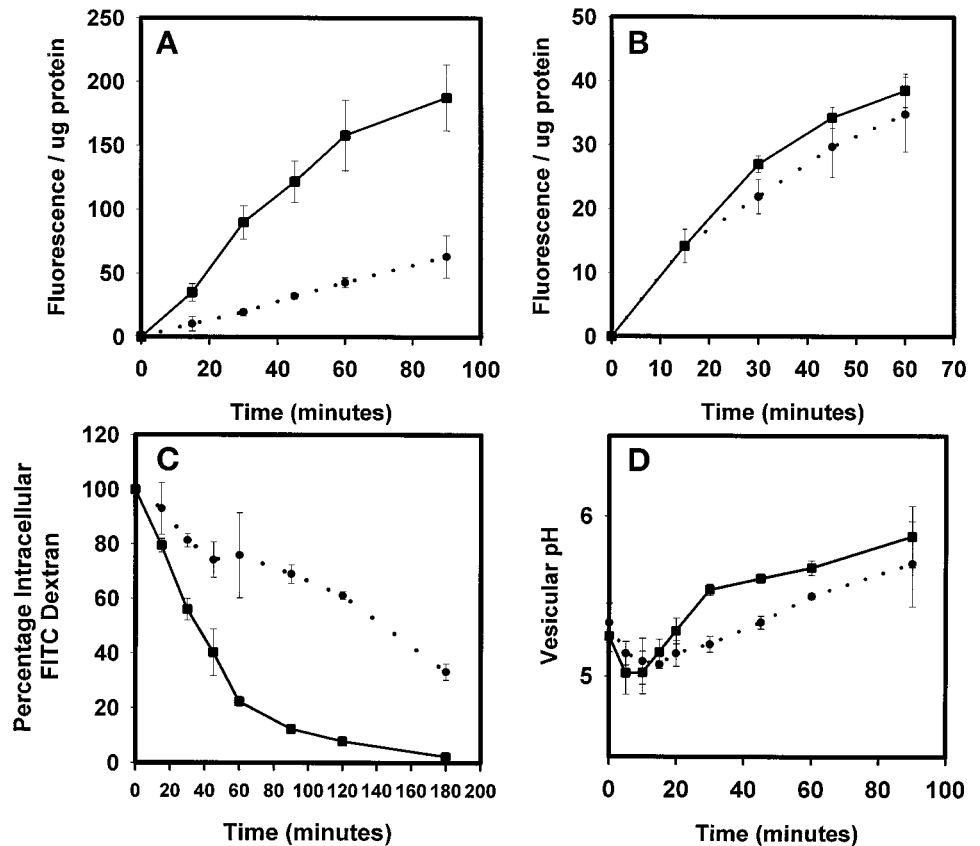 A
250
200
150
100
50
0
Fluorescence / ug protein
0 20 40 60 80 100
Time (minutes)
B
50
40
30
20
10
0
Fluorescence / ug protein
0 10 20 30 40 50 60 70
Time (minutes)
C
120
100
80
60
40
20
0
Percentage Intracellular
FITC Dextran
0 20 40 60 80 100 120 140 160 180 200
Time (minutes)
D
6
5
Vesicular pH
0 20 40 60 80 100
Time (minutes)